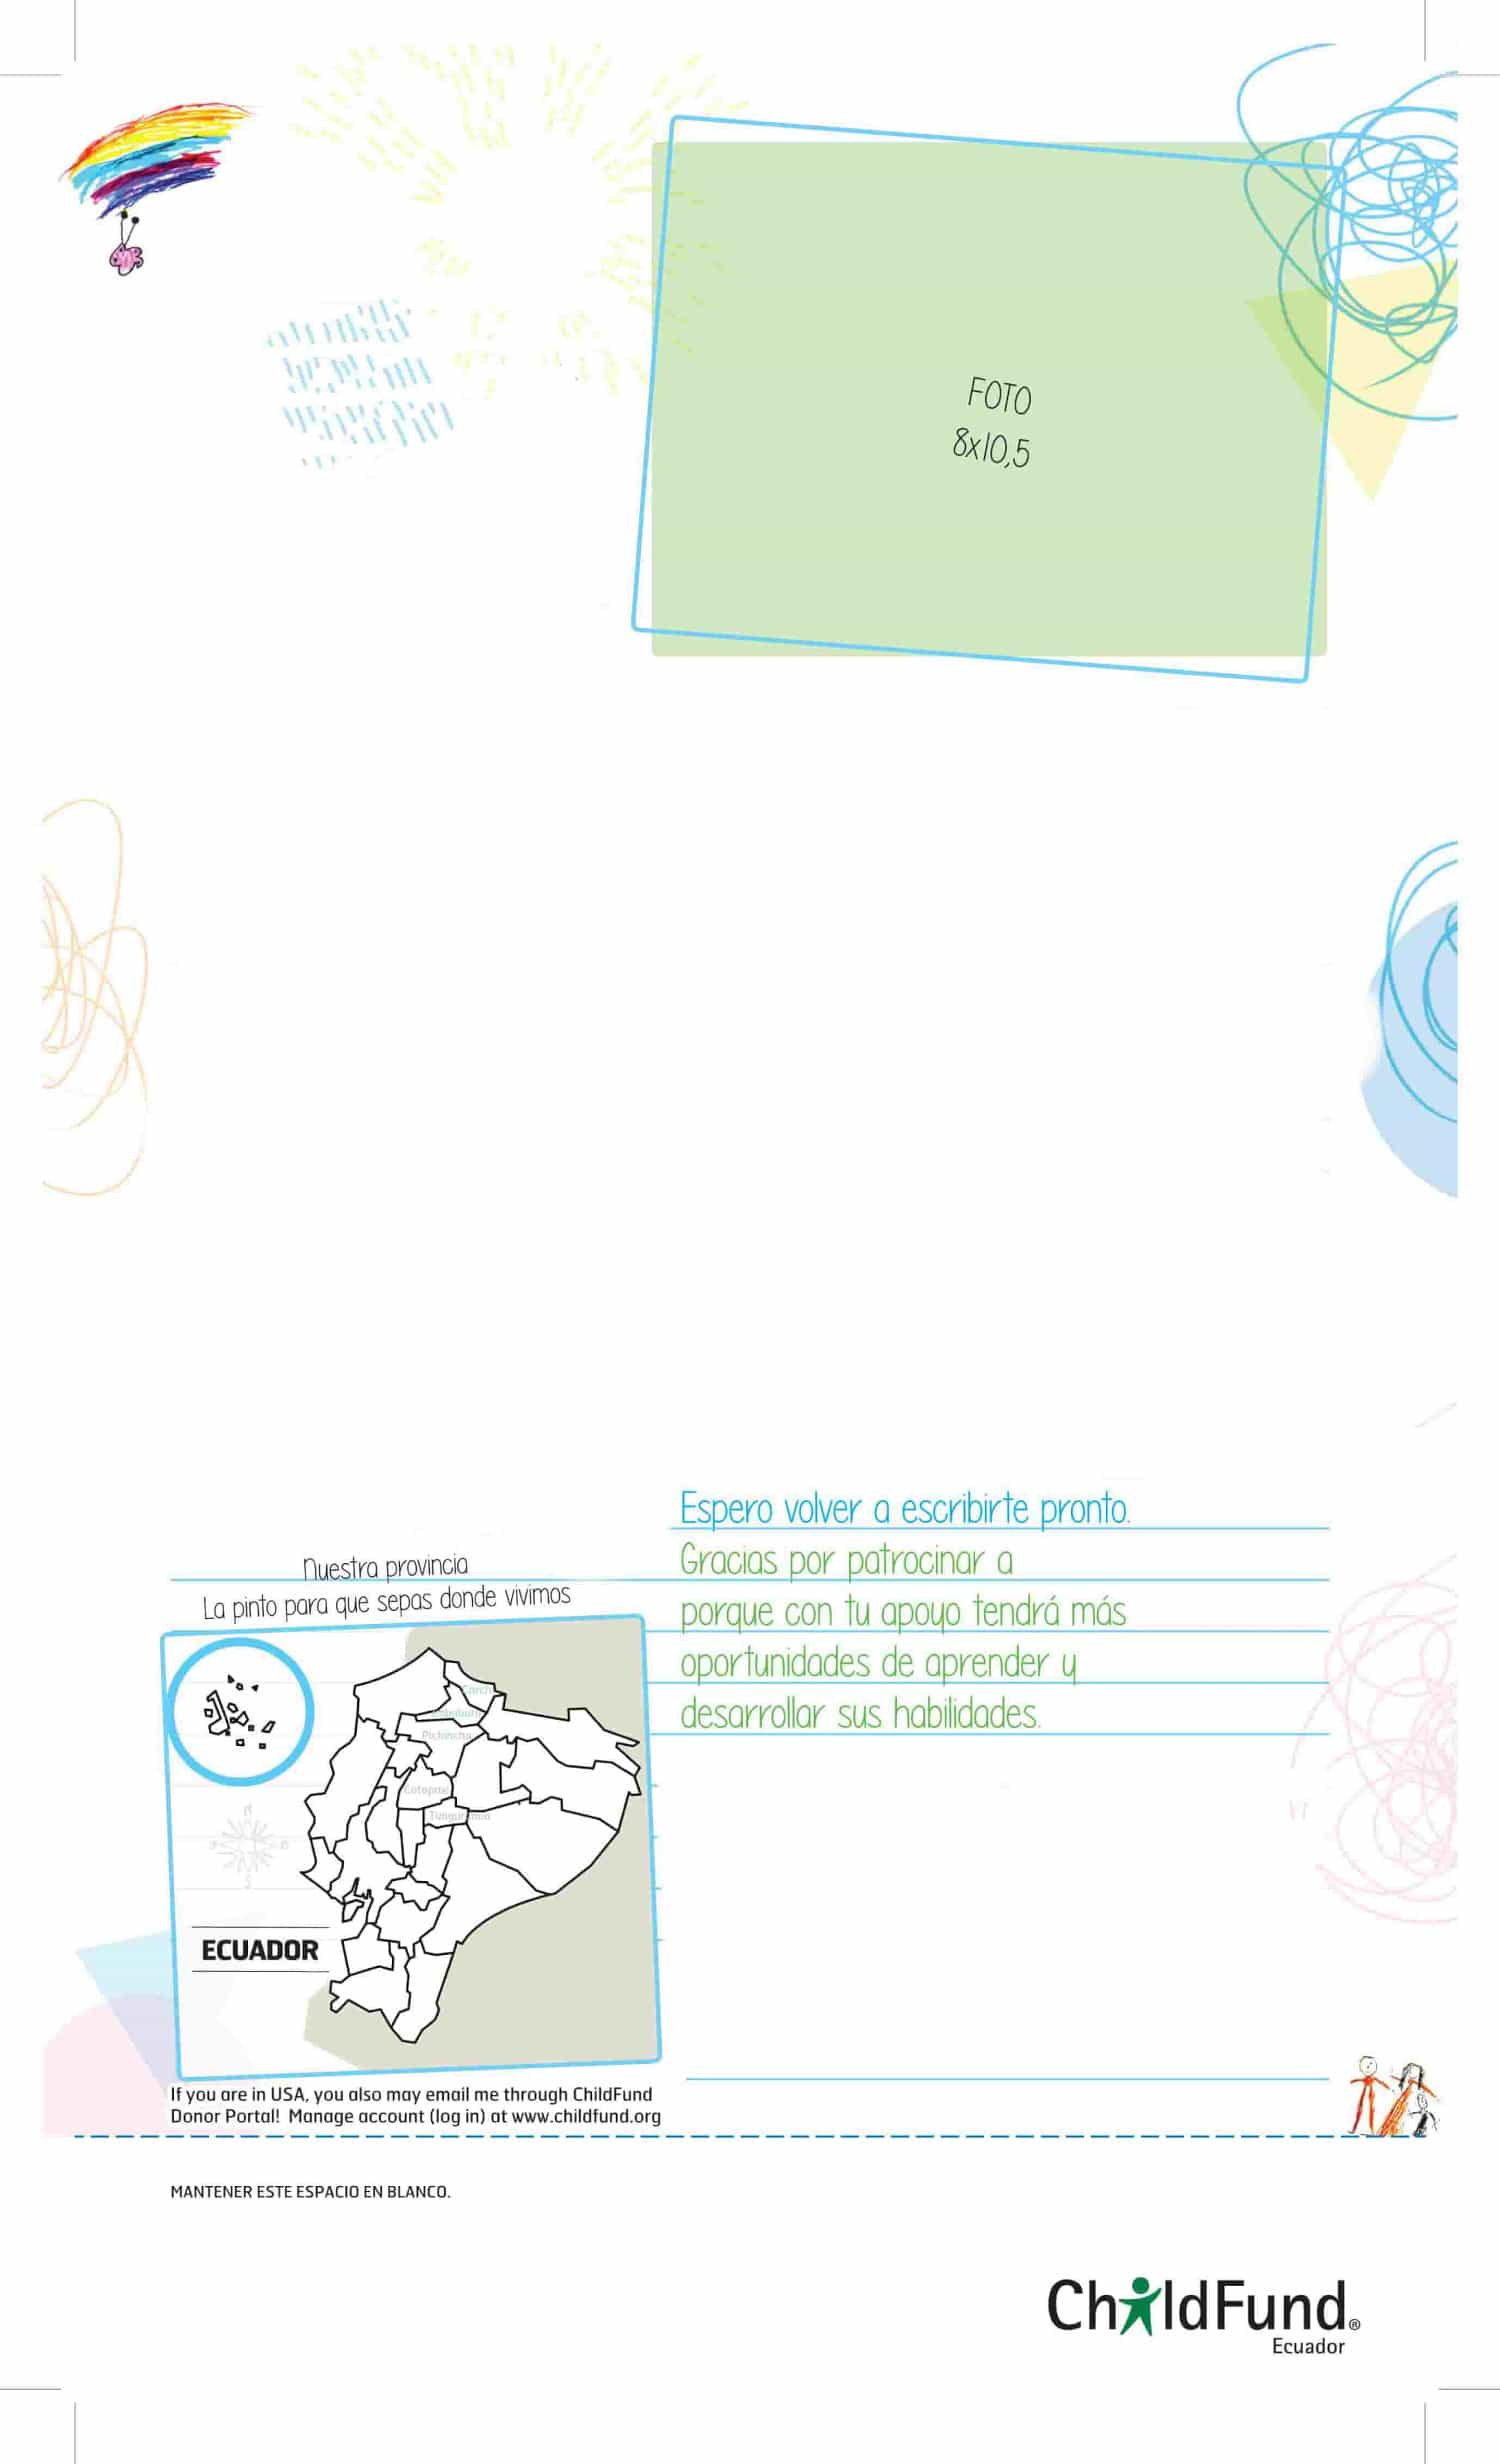 FOTO
8x10,5
Espero volver a escribirte pronto.
Gracias por patrocinar a
porque con tu apoyo tendrá más
oportunidades de aprender y
desarrollar sus habilidades.
Nuestra provincia
La pinto para que sepas donde vivimos
Carchi
Imbabura
Pichincha
Cotopaxi
Tungurahua
N
S
ECUADOR
If you are in USA, you also may email me through ChildFund
Donor Portal! Manage account (log in) at www.childfund.org
MANTENER ESTE ESPACIO EN BLANCO.
ChildFund®
Ecuador